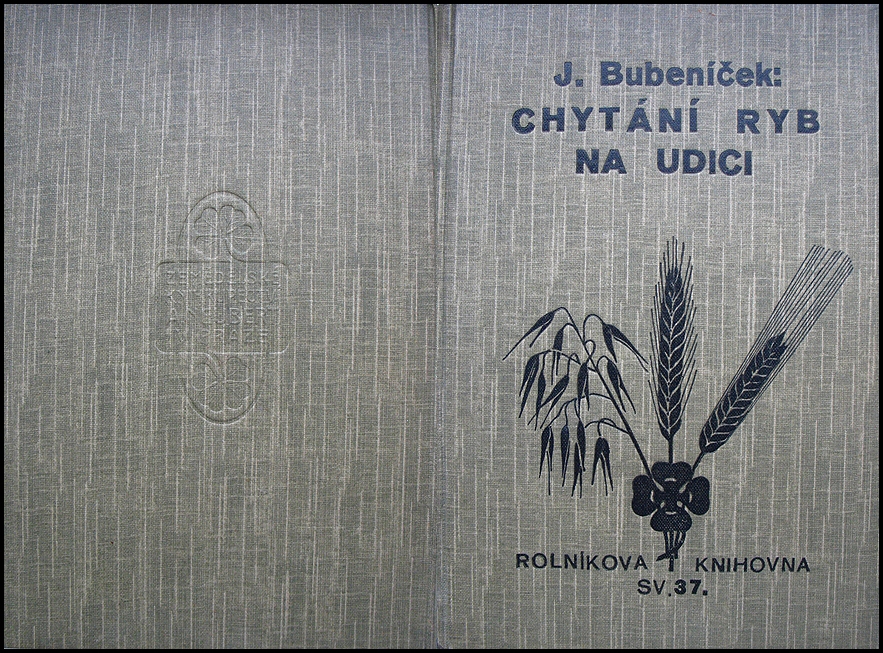 J. Bubeníček:
CHYTÁNÍ RYB
NA UDICI
ROLNÍKOVA KNIHOVNA
SV. 37.